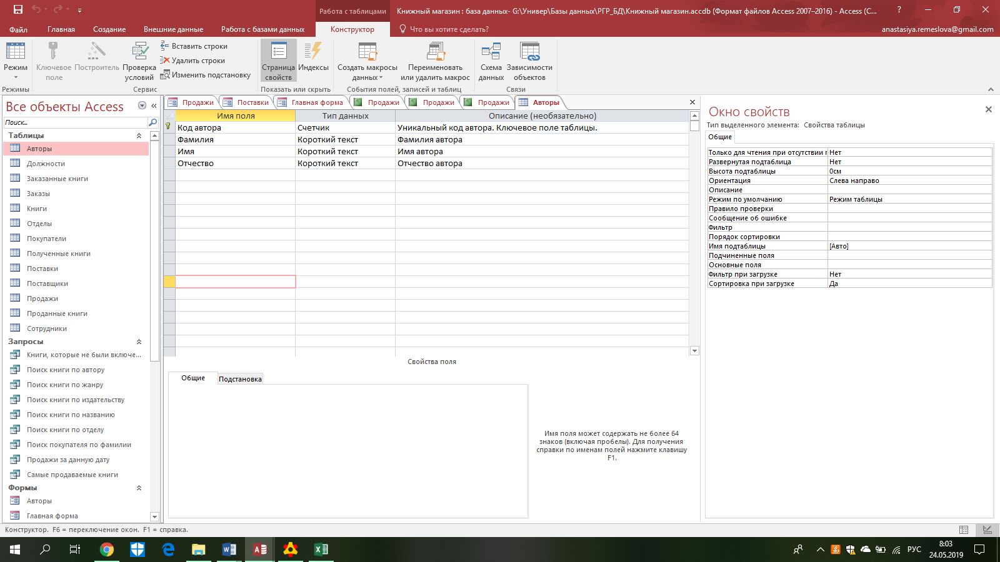 Работа с таблицами
Книжный магазин : база данных- G:\Универ\Базы данных\РГР_БД\Книжный магазин.accdb (Формат файлов Access 2007–2016) - Access (С...
?
Файл
Главная
Создание
Внешние данные
Работа с базами данных
Конструктор
Что вы хотите сделать?
anastasiya.remeslova@gmail.com
Режим
Ключевое поле
Построитель
Проверка условий
Вставить строки
Удалить строки
Изменить подстановку
Страница свойств
Индексы
Создать макросы данных
Переименовать или удалить макрос
Схема данных
Зависимости объектов
Режимы
Сервис
Показать или скрыть
События полей, записей и таблиц
Связи
Все объекты Access
Поиск...
Таблицы
Авторы
Должности
Заказанные книги
Заказы
Книги
Отделы
Покупатели
Полученные книги
Поставки
Поставщики
Продажи
Проданные книги
Сотрудники
Запросы
Книги, которые не были включе...
Поиск книги по автору
Поиск книги по жанру
Поиск книги по издательству
Поиск книги по названию
Поиск книги по отделу
Поиск покупателя по фамилии
Продажи за данную дату
Самые продаваемые книги
Формы
Авторы
Главная форма
Продажи
Поставки
Главная форма
Продажи
Продажи
Продажи
Авторы
Имя поля Тип данных Описание (необязательно)
Код автора Счетчик Уникальный код автора. Ключевое поле таблицы.
Фамилия Короткий текст Фамилия автора
Имя Короткий текст Имя автора
Отчество Короткий текст Отчество автора
Свойства поля
Общие
Подстановка
Имя поля может содержать не более 64
знаков (включая пробелы). Для получения
справки по именам полей нажмите клавишу
F1.
Окно свойств
Тип выделенного элемента: Свойства таблицы
Общие
Только для чтения при отсутствии Нет
Развернутая подтаблица Нет
Высота подтаблицы 0см
Ориентация Слева направо
Описание
Режим по умолчанию Режим таблицы
Правило проверки
Сообщение об ошибке
Фильтр
Порядок сортировки
Имя подтаблицы [Авто]
Подчиненные поля
Основные поля
Фильтр при загрузке Нет
Сортировка при загрузке Да
Конструктор. F6 = переключение окон. F1 = справка.
РУС
8:03
24.05.2019